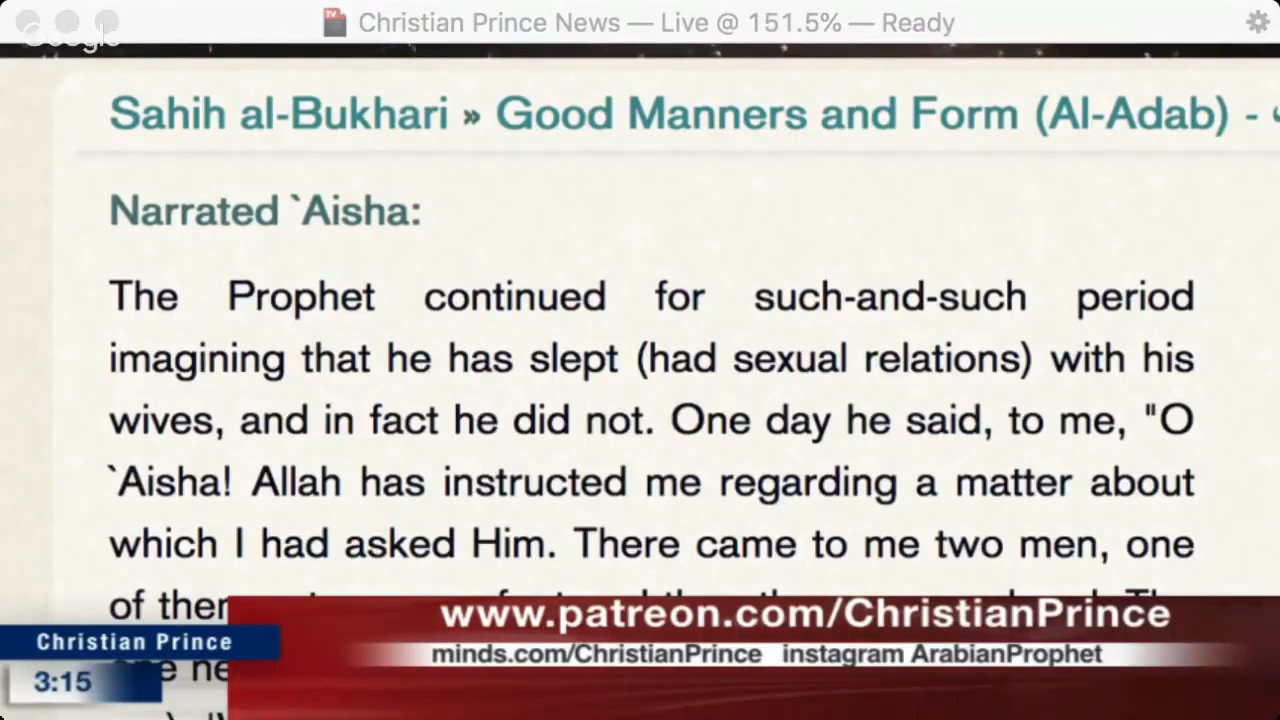 Christian Prince News — Live @ 151.5% — Ready
Google
Sahih al-Bukhari » Good Manners and Form (Al-Adab) -
Narrated `Aisha:
The Prophet continued for such-and-such period
imagining that he has slept (had sexual relations) with his
wives, and in fact he did not. One day he said, to me, "O
`Aisha! Allah has instructed me regarding a matter about
which I had asked Him. There came to me two men, one
of
www.patreon.com/ChristianPrince
Christian Prince
minds.com/ChristianPrince instagram ArabianProphet
3:15